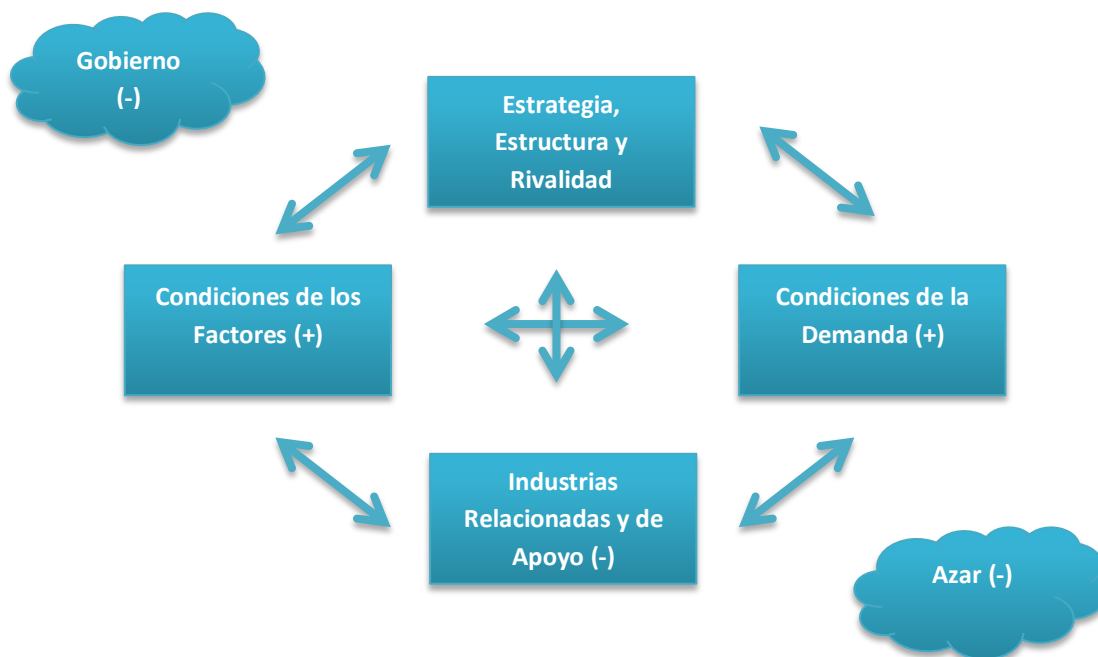 Gobierno
(-)
Estrategia,
Estructura y
Rivalidad
Condiciones de los
Factores (+)
Condiciones de la
Demanda (+)
Industrias
Relacionadas y de
Apoyo (-)
Azar (-)